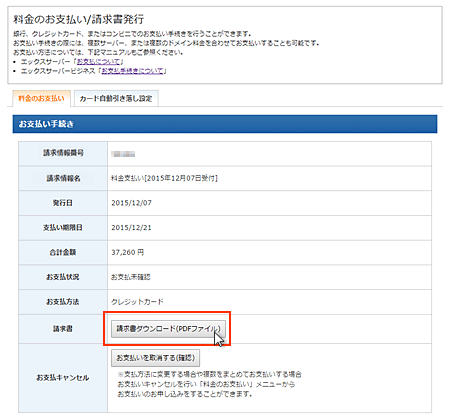 料金のお支払い/請求書発行
銀行、クレジットカード、またはコンビニでのお支払い手続きを行うことができます。
お支払い手続きの際には、複数サーバー、または複数のドメイン料金を合わせてお支払いすることも可能です。
お支払い方法については、下記マニュアルもご参照ください。
• エックスサーバー「お支払について」
• エックスサーバービジネス「お支払手続きについて」
料金のお支払い カード自動引き落し設定
お支払い手続き
請求情報番号
請求情報名 料金支払い[2015年12月07日受付]
発行日 2015/12/07
支払い期限日 2015/12/21
合計金額 37,260 円
お支払状況 お支払未確認
お支払方法 クレジットカード
請求書 請求書ダウンロード(PDFファイル)
お支払キャンセル お支払いを取消する(確認)
※支払方法に変更する場合や複数をまとめてお支払いする場合
お支払いキャンセルを行い「料金のお支払い」メニューから
お支払いのお申し込みをすることができます。